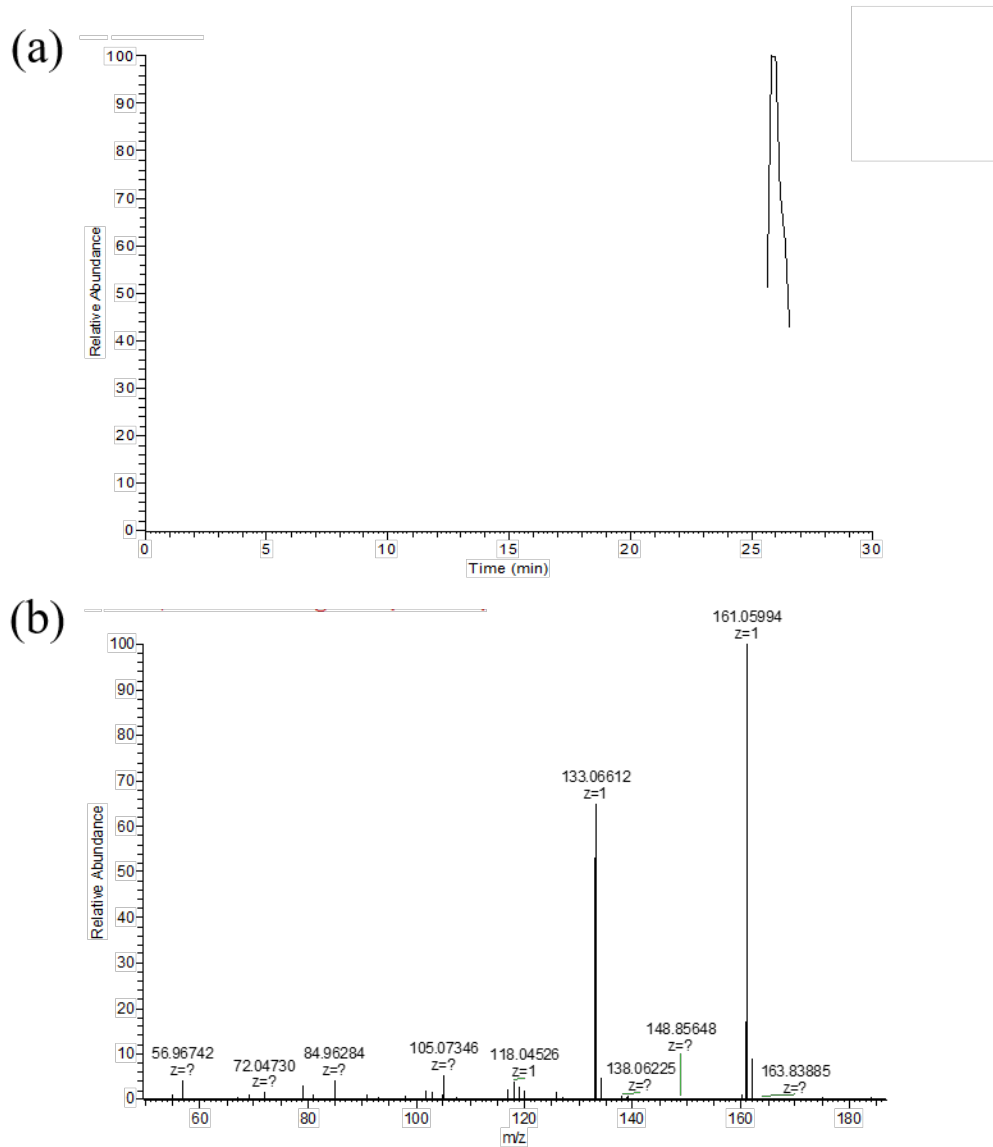 (a)
100
90
80
70
60
50
40
30
20
10
0
Relative Abundance
0 5 10 15 20 25 30
Time (min)
(b)
161.05994
z=1
100
90
80
70
60
50
40
30
20
10
0
Relative Abundance
133.06612
z=1
56.96742
z=?
72.04730
z=?
84.96284
z=?
105.07346
z=?
118.04526
z=1
138.06225
z=?
148.85648
z=?
163.83885
z=?
60 80 100 120 140 160 180
m/z